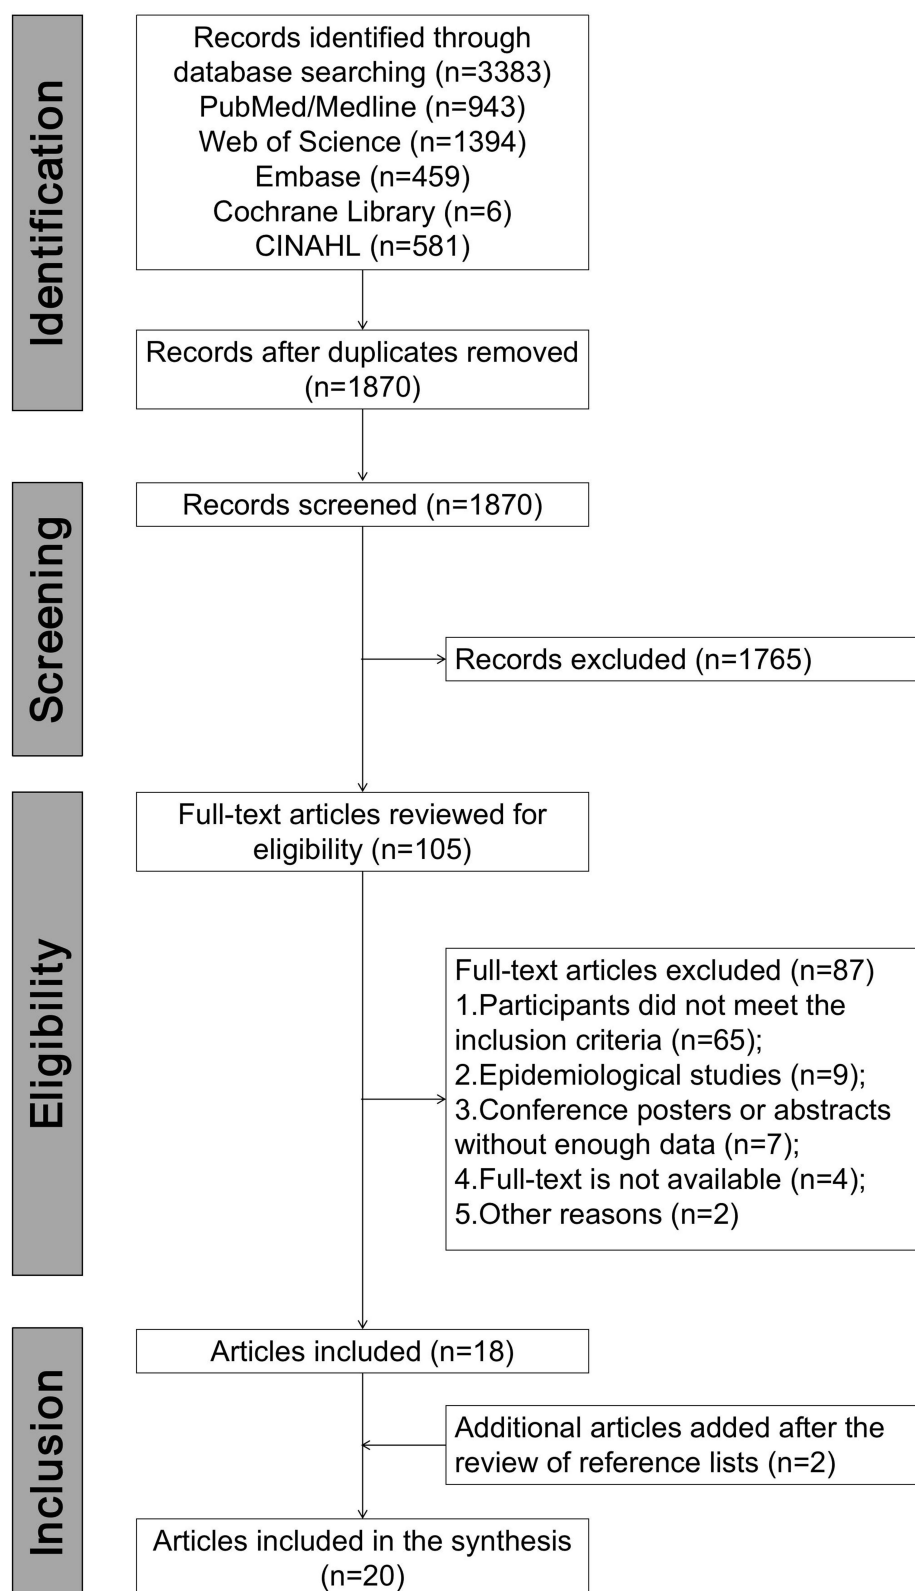 Identification
Records identified through
database searching (n=3383)
PubMed/Medline (n=943)
Web of Science (n=1394)
Embase (n=459)
Cochrane Library (n=6)
CINAHL (n=581)
Records after duplicates removed
(n=1870)
Screening
Records screened (n=1870)
Records excluded (n=1765)
Eligibility
Full-text articles reviewed for
eligibility (n=105)
Full-text articles excluded (n=87)
1.Participants did not meet the
inclusion criteria (n=65);
2.Epidemiological studies (n=9);
3.Conference posters or abstracts
without enough data (n=7);
4.Full-text is not available (n=4);
5.Other reasons (n=2)
Inclusion
Articles included (n=18)
Additional articles added after the
review of reference lists (n=2)
Articles included in the synthesis
(n=20)